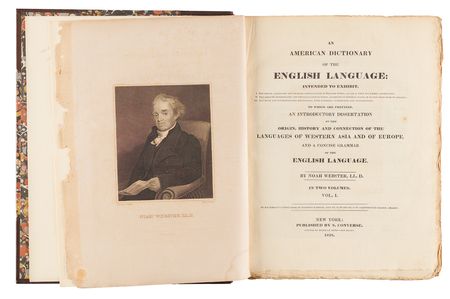 NOAH WEBSTER, LL.D.
AN
AMERICAN DICTIONARY
OF THE
ENGLISH LANGUAGE:
INTENDED TO EXHIBIT,
TO WHICH ARE PREFIXED,
AN INTRODUCTORY DISSERTATION
ON THE
ORIGIN, HISTORY AND CONNECTION OF THE
LANGUAGES OF WESTERN ASIA AND OF EUROPE,
AND A CONCISE GRAMMAR
OF THE
ENGLISH LANGUAGE.
BY NOAH WEBSTER, LL. D.
IN TWO VOLUMES.
VOL. I.
NEW YORK:
PUBLISHED BY S. CONVERSE.
1828.